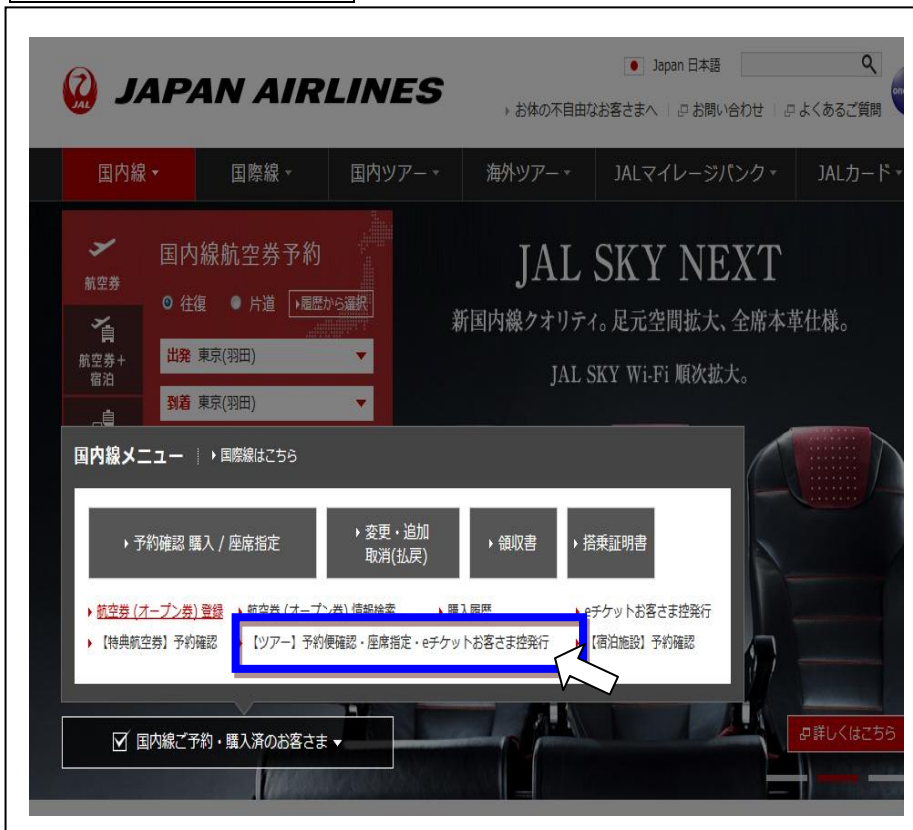 JAL
JAPAN AIRLINES
Japan 日本語
お体の不自由なお客さまへ
お問い合わせ
よくあるご質問
国内線
国際線
国内ツアー
海外ツアー
JALマイレージバンク
JALカード
航空券
航空券+
宿泊
国内線航空券予約
往復
片道
履歴から選択
出発 東京(羽田)
到着 東京(羽田)
JAL SKY NEXT
新国内線クオリティ。足元空間拡大、全席本革仕様。
JAL SKY Wi-Fi 順次拡大。
国内線メニュー
国際線はこちら
予約確認 購入 / 座席指定
変更・追加
取消(払戻)
領収書
搭乗証明書
航空券 (オープン券) 登録
航空券 (オープン券) 情報検索
購入履歴
eチケットお客さま控発行
【特典航空券】予約確認
【ツアー】予約便確認・座席指定・eチケットお客さま控発行
【宿泊施設】予約確認
国内線ご予約・購入済のお客さま
詳しくはこちら